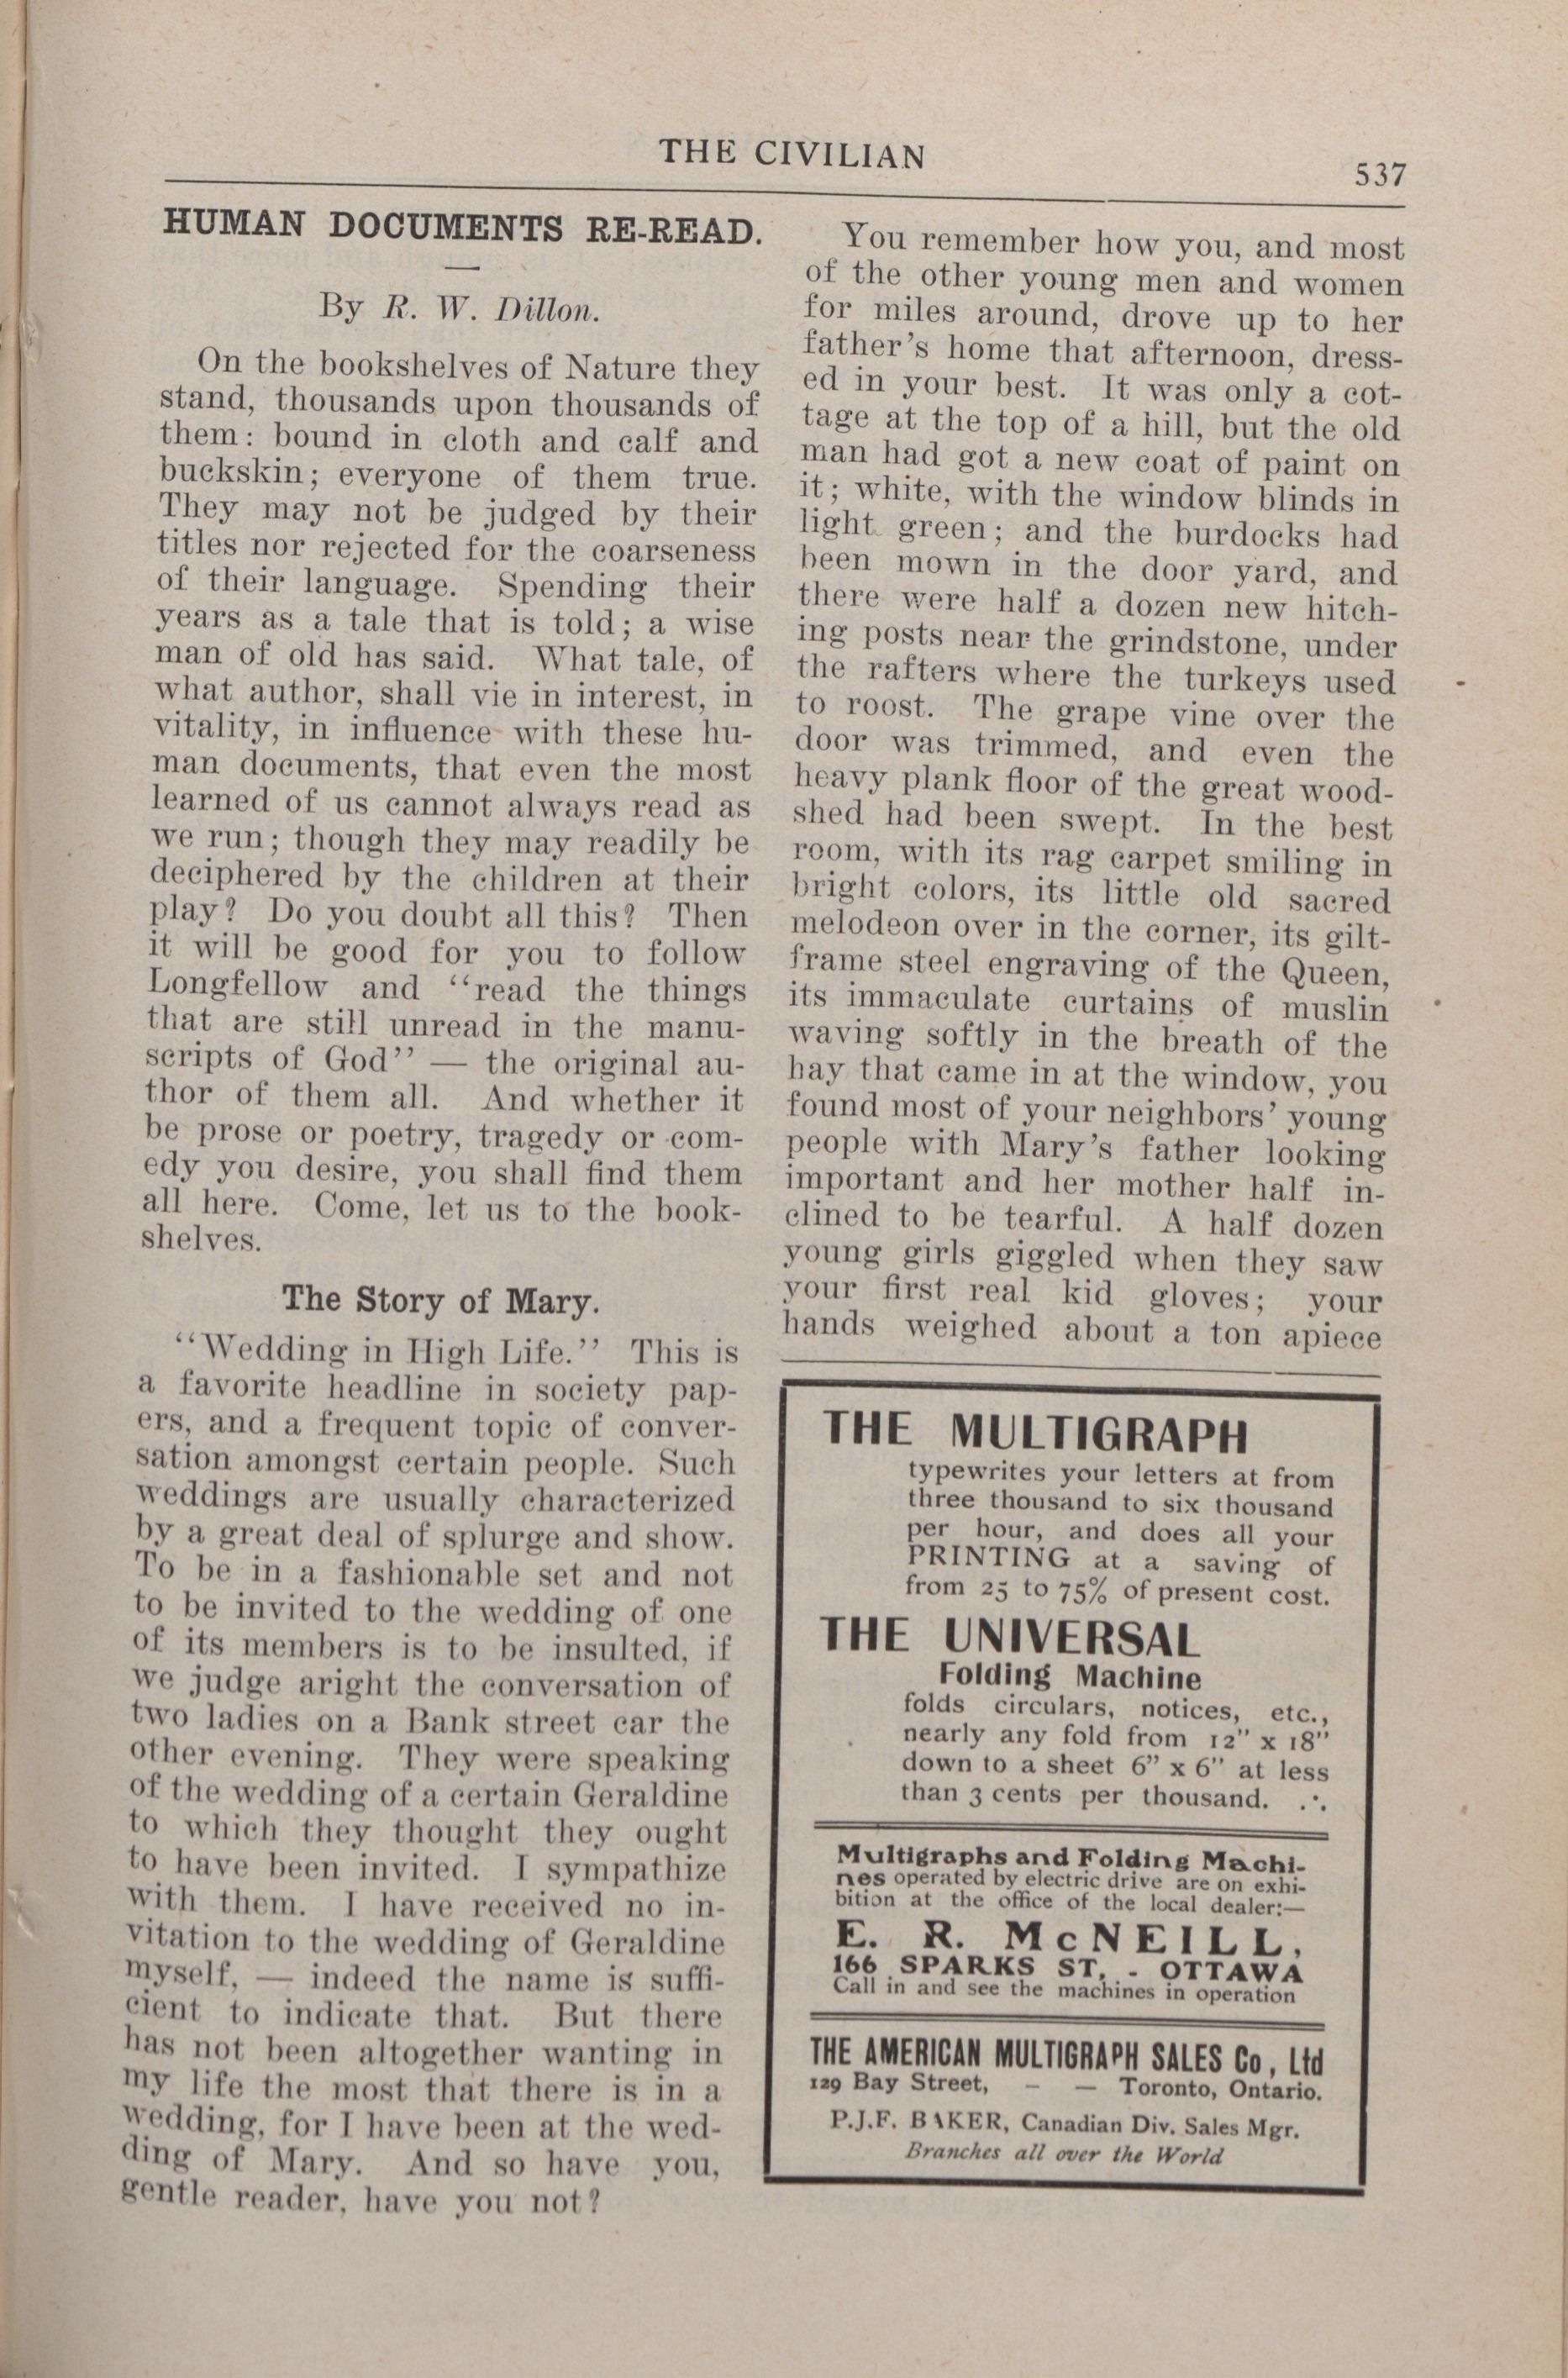 THE CIVILIAN
537
HUMAN DOCUMENTS RE-READ.
By R. W. Dillon.
On the bookshelves of Nature they
stand, thousands upon thousands of
them: bound in cloth and calf and
buckskin; everyone of them true.
They may not be judged by their
titles nor rejected for the coarseness
of their language. Spending their
years as a tale that is told; a wise
man of old has said. What tale, of
what author, shall vie in interest, in
vitality, in influence with these hu-
man documents, that even the most
learned of us cannot always read as
we run; though they may readily be
deciphered by the children at their
play? Do you doubt all this? Then
it will be good for you to follow
Longfellow and "read the things
that are still unread in the manu-
scripts of God" — the original au-
thor of them all. And whether it
be prose or poetry, tragedy or com-
edy you desire, you shall find them
all here. Come, let us to the book-
shelves.
The Story of Mary.
"Wedding in High Life." This is
a favorite headline in society pap-
ers, and a frequent topic of conver-
sation amongst certain people. Such
weddings are usually characterized
by a great deal of splurge and show.
To be in a fashionable set and not
to be invited to the wedding of one
of its members is to be insulted, if
we judge aright the conversation of
two ladies on a Bank street car the
other evening. They were speaking
of the wedding of a certain Geraldine
to which they thought they ought
to have been invited. I sympathize
with them. I have received no in-
vitation to the wedding of Geraldine
myself, — indeed the name is suffi-
cient to indicate that. But there
has not been altogether wanting in
my life the most that there is in a
wedding, for I have been at the wed-
ding of Mary. And so have you,
gentle reader, have you not?
You remember how you, and most
of the other young men and women
for miles around, drove up to her
father's home that afternoon, dress-
ed in your best. It was only a cot-
tage at the top of a hill, but the old
man had got a new coat of paint on
it; white, with the window blinds in
light green; and the burdocks had
been mown in the door yard, and
there were half a dozen new hitch-
ing posts near the grindstone, under
the rafters where the turkeys used
to roost. The grape vine over the
door was trimmed, and even the
heavy plank floor of the great wood-
shed had been swept. In the best
room, with its rag carpet smiling in
bright colors, its little old sacred
melodeon over in the corner, its gilt-
frame steel engraving of the Queen,
its immaculate curtains of muslin
waving softly in the breath of the
hay that came in at the window, you
found most of your neighbors' young
people with Mary's father looking
important and her mother half in-
clined to be tearful. A half dozen
young girls giggled when they saw
your first real kid gloves; your
hands weighed about a ton apiece
THE MULTIGRAPH
typewrites your letters at from
three thousand to six thousand
per hour, and does all your
PRINTING at a saving of
from 25 to 75% of present cost.
THE UNIVERSAL
Folding Machine
folds circulars, notices, etc.,
nearly any fold from 12" x 18"
down to a sheet 6" x 6" at less
than 3 cents per thousand. .·.
Multigraphs and Folding Machi-
nes operated by electric drive are on exhi-
bition at the office of the local dealer:—
E. R. McNEILL,
166 SPARKS ST, - OTTAWA
Call in and see the machines in operation
THE AMERICAN MULTIGRAPH SALES Co, Ltd
129 Bay Street, - — Toronto, Ontario.
P.J.F. BAKER, Canadian Div. Sales Mgr.
Branches all over the World